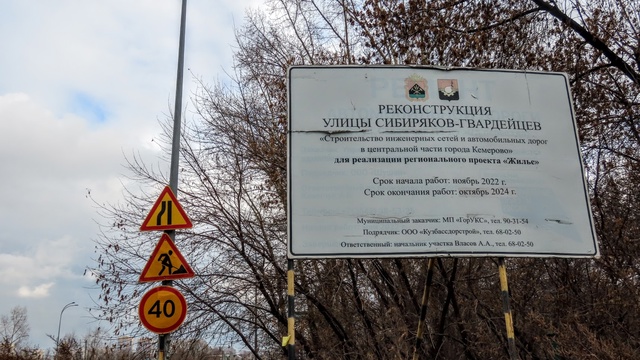 РЕКОНСТРУКЦИЯ
УЛИЦЫ СИБИРЯКОВ-ГВАРДЕЙЦЕВ
«Строительство инженерных сетей и автомобильных дорог
в центральной части города Кемерово»
для реализации регионального проекта «Жилье»
Срок начала работ: ноябрь 2022 г.
Срок окончания работ: октябрь 2024 г.
Муниципальный заказчик: МП «ГорУКС», тел. 90-31-54
Подрядчик: ООО «Кузбассдорстрой», тел. 68-02-50
Ответственный: начальник участка Власов А.А., тел. 68-02-50
40